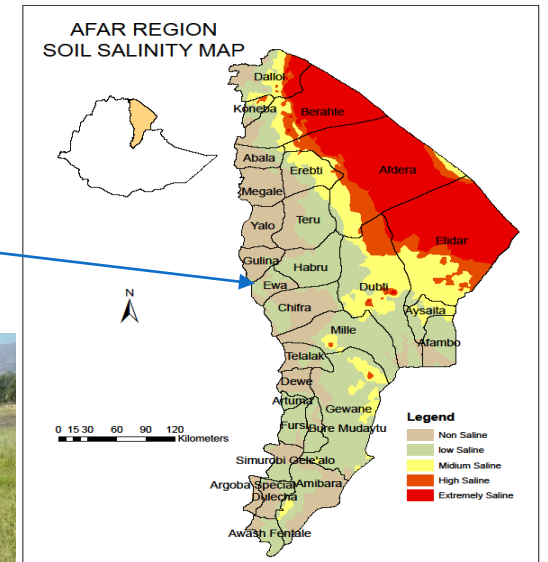 AFAR REGION
SOIL SALINITY MAP
Dallol
Koneba
Berahle
Abala
Erebti
Afdera
Megale
Teru
Yalo
Elidar
Gulina
Habru
Ewa
Dubti
Chifra
Aysaita
Mille
Afambo
Telalak
Dewe
Artuma
Gewane
Fursi
Bure Mudaytu
Simurobi Gele'alo
Argoba Special
Amibara
Dulecha
Awash Fentale
N
0 15 30 60 90 120
Kilometers
Legend
Non Saline
low Saline
Midium Saline
High Saline
Extremely Saline